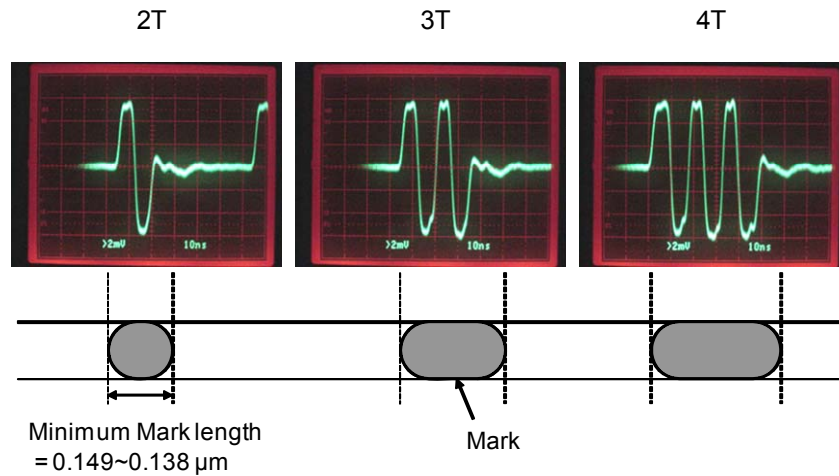 2T
3T
4T
>2mV 10ns
>2mV 10ns
>2mV 10ns
Minimum Mark length
= 0.149~0.138 µm
Mark